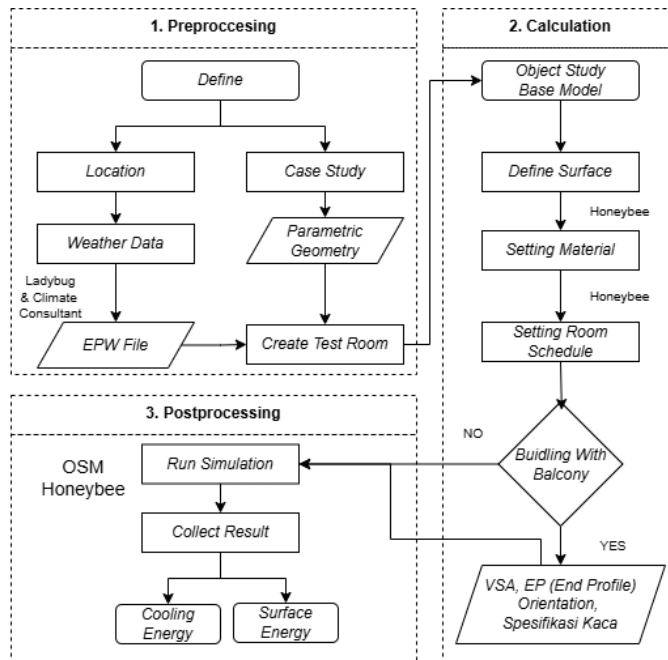 1. Preproccesing
Define
Location
Case Study
Weather Data
Parametric
Geometry
Ladybug
& Climate
Consultant
EPW File
Create Test Room
2. Calculation
Object Study
Base Model
Define Surface
Honeybee
Setting Material
Honeybee
Setting Room
Schedule
Buidling With
Balcony
NO
YES
VSA, EP (End Profile)
Orientation,
Spesifikasi Kaca
3. Postprocessing
OSM
Honeybee
Run Simulation
Collect Result
Cooling
Energy
Surface
Energy